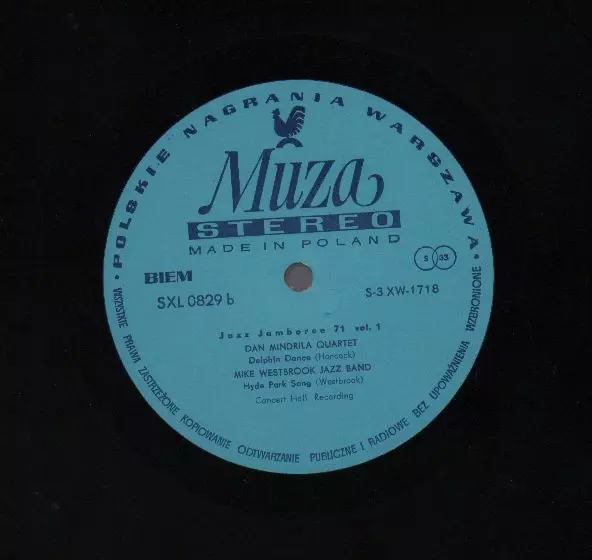 • POLSKIE NAGRANIA WARSZAWA •
Muza
STEREO
MADE IN POLAND
S 33
BIEM
SXL 0829 b
S-3 XW-1718
Jazz Jamboree 71 vol. 1
DAN MINDRILA QUARTET
Delphin Dance (Hancock)
MIKE WESTBROOK JAZZ BAND
Hyde Park Song (Westbrook)
Concert Hall Recording
WSZYSTKIE PRAWA ZASTRZEŻONE KOPIOWANIE ODTWARZANIE PUBLICZNE I RADIOWE BEZ UPOWAŻNIENIA WZBRONIONE